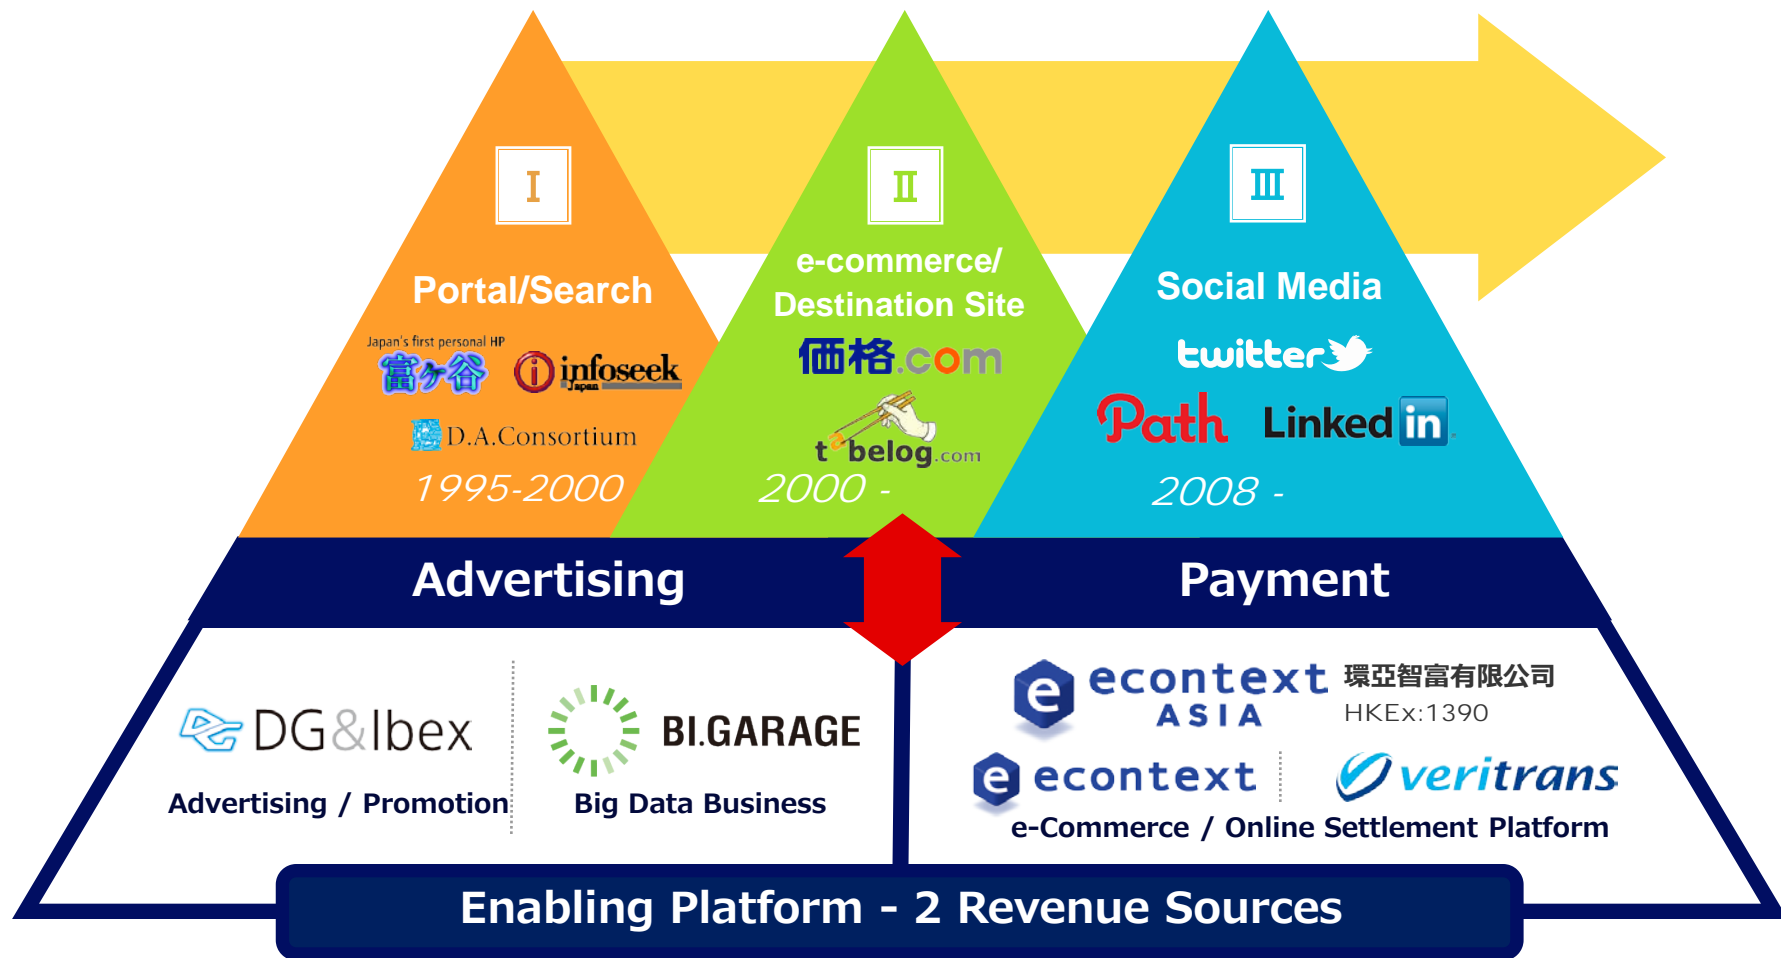 I
II
III
Portal/Search
Japan's first personal HP
富ヶ谷
infoseek
Japan
D.A.Consortium
1995-2000
e-commerce/
Destination Site
価格.com
tabelog.com
2000 -
Social Media
twitter
Path
Linked in
2008 -
Advertising
Payment
DG&Ibex
Advertising / Promotion
BI.GARAGE
Big Data Business
econtext
ASIA
環亞智富有限公司
HKEx:1390
econtext
veritrans
e-Commerce / Online Settlement Platform
Enabling Platform - 2 Revenue Sources